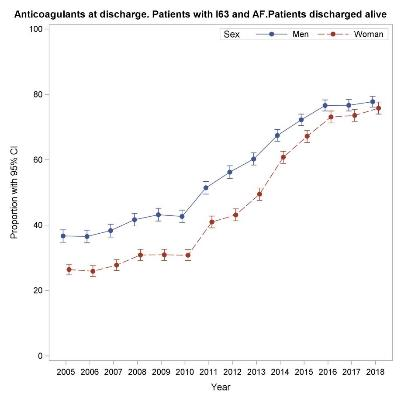 Anticoagulants at discharge. Patients with I63 and AF.Patients discharged alive
Sex Men Woman
100
80
60
40
20
0
Proportion with 95% CI
2005 2006 2007 2008 2009 2010 2011 2012 2013 2014 2015 2016 2017 2018
Year